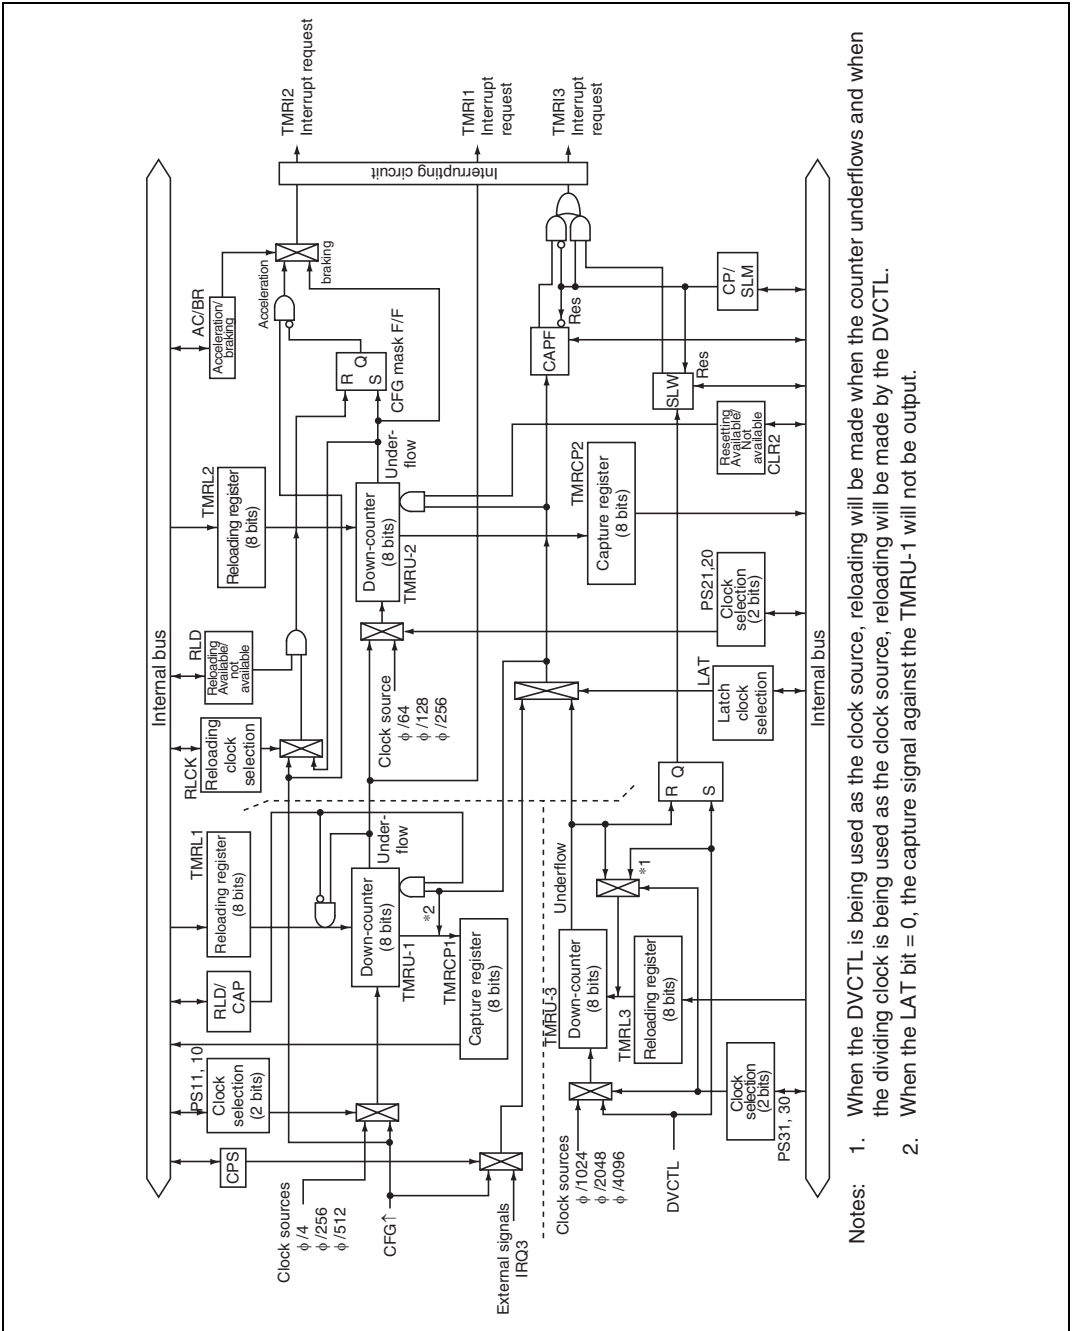 Internal bus
CPS
PS11, 10
Clock
selection
(2 bits)
RLD/
CAP
TMRL1
Reloading register
(8 bits)
RLCK
Reloading
clock
selection
RLD
Reloading
Available/
not
available
TMRL2
Reloading register
(8 bits)
AC/BR
Acceleration/
braking
Acceleration
braking
TMRI2
Interrupt request
TMRI1
Interrupt
request
TMRI3
Interrupt
request
Interrupting circuit
Clock sources
ϕ /4
ϕ /256
ϕ /512
CFG↑
External signals
IRQ3
Down-counter
(8 bits)
TMRU-1
Under-
flow
*2
TMRCP1
Capture register
(8 bits)
Clock source
ϕ /64
ϕ /128
ϕ /256
Down-counter
(8 bits)
TMRU-2
Under-
flow
R
Q
S
CFG mask F/F
TMRCP2
Capture register
(8 bits)
CAPF
Res
SLW
Res
CP/
SLM
Resetting
Available/
Not
available
CLR2
PS21,20
Clock
selection
(2 bits)
LAT
Latch
clock
selection
R
Q
S
Clock sources
ϕ /1024
ϕ /2048
ϕ /4096
DVCTL
TMRU-3
Down-counter
(8 bits)
Underflow
*1
TMRL3
Reloading register
(8 bits)
Clock
selection
(2 bits)
PS31, 30
Internal bus
Notes: 1. When the DVCTL is being used as the clock source, reloading will be made when the counter underflows and when
the dividing clock is being used as the clock source, reloading will be made by the DVCTL.
2. When the LAT bit = 0, the capture signal against the TMRU-1 will not be output.